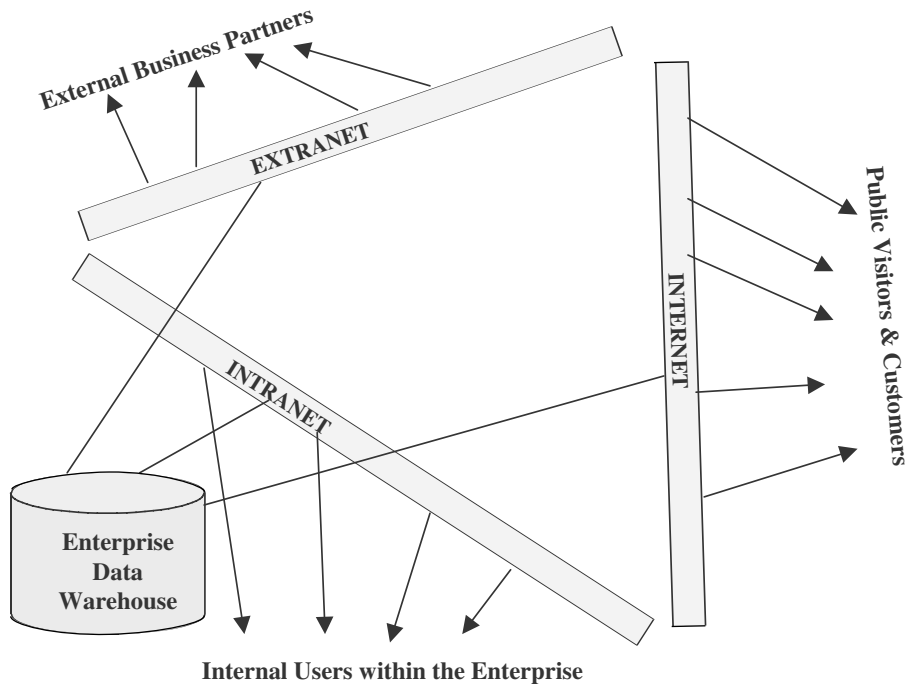 External Business Partners
EXTRANET
INTERNET
Public Visitors & Customers
INTRANET
Enterprise
Data
Warehouse
Internal Users within the Enterprise